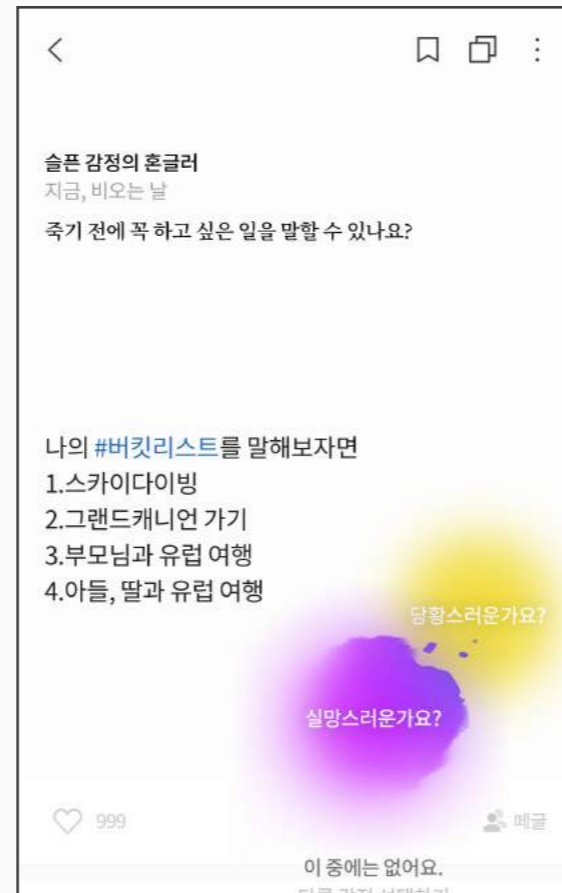 슬픈 감정의 혼글러
지금, 비오는 날
죽기 전에 꼭 하고 싶은 일을 말할 수 있나요?
나의 #버킷리스트를 말해보자면
1.스카이다이빙
2.그랜드캐니언 가기
3.부모님과 유럽 여행
4.아들, 딸과 유럽 여행
당황스러운가요?
실망스러운가요?
999
떼글
이 중에는 없어요.